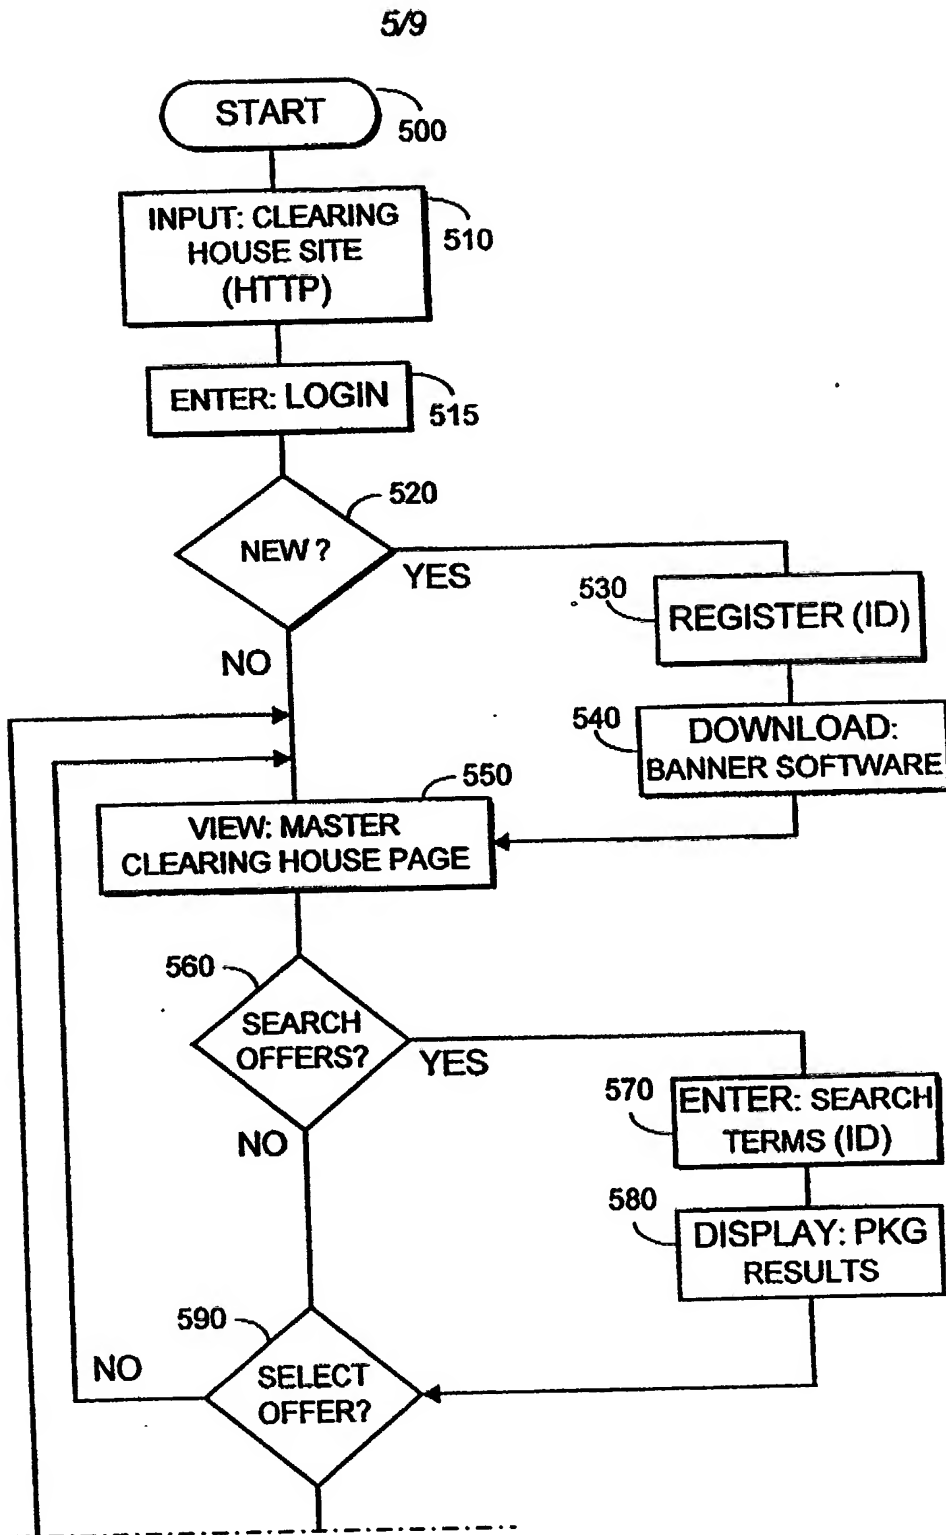 5/9
START
500
INPUT: CLEARING
HOUSE SITE
(HTTP)
510
ENTER: LOGIN
515
520
NEW ?
YES
530
REGISTER (ID)
NO
540
DOWNLOAD:
BANNER SOFTWARE
550
VIEW: MASTER
CLEARING HOUSE PAGE
560
SEARCH
OFFERS?
YES
570
ENTER: SEARCH
TERMS (ID)
NO
580
DISPLAY: PKG
RESULTS
590
NO
SELECT
OFFER?